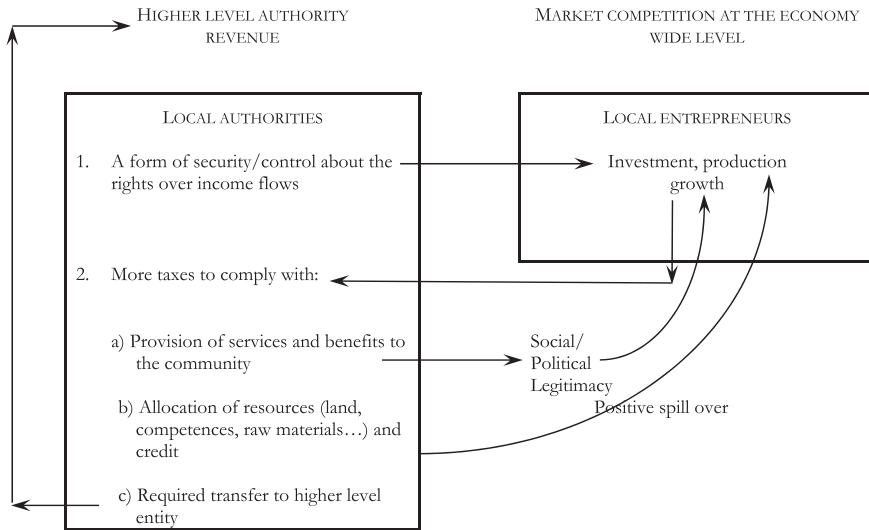 HIGHER LEVEL AUTHORITY
REVENUE
MARKET COMPETITION AT THE ECONOMY
WIDE LEVEL
LOCAL AUTHORITIES
1. A form of security/control about the
rights over income flows
2. More taxes to comply with:
a) Provision of services and benefits to
the community
b) Allocation of resources (land,
competences, raw materials…) and
credit
c) Required transfer to higher level
entity
LOCAL ENTREPRENEURS
Investment, production
growth
Social/
Political
Legitimacy
Positive spill over